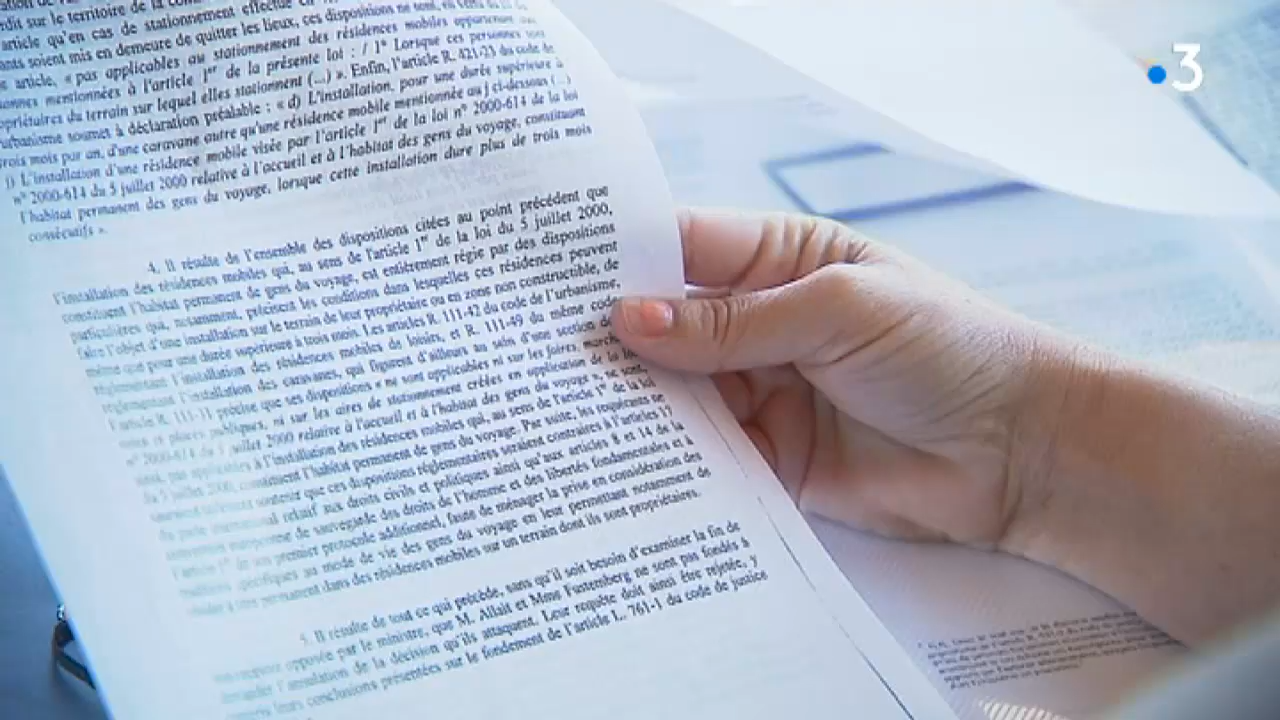 3
rdit sur le territoire de la
article qu'en cas de stationnement effectué en
ants soient mis en demeure de quitter les lieux, ces dispositions ne sont, en vertu du
article, « pas applicables au stationnement des résidences mobiles appartenant aux
sonnes mentionnées à l'article 1er de la présente loi : / 1° Lorsque ces personnes sont
opriétaires du terrain sur lequel elles stationnent (...) ». Enfin, l'article R. 421-23 du code de
urbanisme soumet à déclaration préalable : « d) L'installation, pour une durée supérieure à
trois mois par an, d'une caravane autre qu'une résidence mobile mentionnée au j ci-dessous (...)
j) L'installation d'une résidence mobile visée par l'article 1er de la loi n° 2000-614 de la loi
n° 2000-614 du 5 juillet 2000 relative à l'accueil et à l'habitat des gens du voyage, constituant
l'habitat permanent des gens du voyage, lorsque cette installation dure plus de trois mois
consécutifs ».
4. Il résulte de l'ensemble des dispositions citées au point précédent que
l'installation des résidences mobiles qui, au sens de l'article 1er de la loi du 5 juillet 2000,
constituent l'habitat permanent de gens du voyage, est entièrement régie par des dispositions
particulières qui, notamment, précisent les conditions dans lesquelles ces résidences peuvent
faire l'objet d'une installation sur le terrain de leur propriétaire ou en zone non constructible, de
même que pour une durée supérieure à trois mois. Les articles R. 111-42 du code de l'urbanisme,
réglementant l'installation des résidences mobiles de loisirs, et R. 111-49 du même code
réglementant l'installation des caravanes, qui figurent d'ailleurs au sein d'une section de
l'article R. 111-31 précise que ses dispositions « ne sont applicables ni sur les foires, marchés
voies et places publiques, ni sur les aires de stationnement créées en application de la loi
n° 2000-614 du 5 juillet 2000 relative à l'accueil et à l'habitat des gens du voyage », ne sont,
ainsi, pas applicables à l'installation des résidences mobiles qui, au sens de l'article 1er de la loi
du 5 juillet 2000, constituent l'habitat permanent de gens du voyage. Par suite, les requérants ne
sauraient utilement soutenir que ces dispositions réglementaires seraient contraires à l'articles 17
du pacte international relatif aux droits civils et politiques ainsi qu'aux articles 8 et 14 de la
convention européenne de sauvegarde des droits de l'homme et des libertés fondamentales et à
l'article 1er de son premier protocole additionnel, faute de ménager la prise en considération des
spécifiques au mode de vie des gens du voyage en leur permettant notamment de
permanent dans des résidences mobiles sur un terrain dont ils sont propriétaires.
5. Il résulte de tout ce qui précède, sans qu'il soit besoin d'examiner la fin de
opposée par le ministre, que M. Allait et Mme Furstemberg ne sont pas fondés à
demander l'annulation de la décision qu'ils attaquent. Leur requête doit ainsi être rejetée, y
compris leurs conclusions présentées sur le fondement de l'article L. 761-1 du code de justice